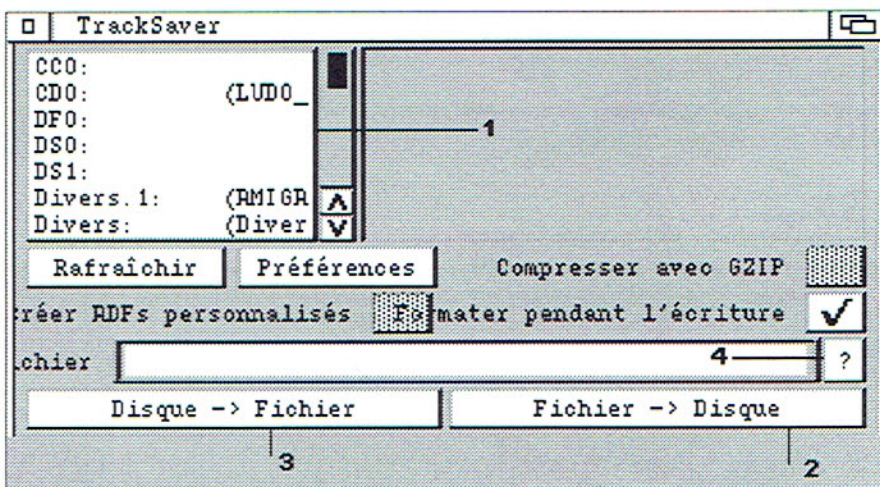 TrackSaver
CC0:
CD0: (LUDO_
DF0:
DS0:
DS1:
Divers.1: (AMIGA
Divers: (Diver
1
Rafraîchir Préférences Compresser avec GZIP
réer ADFs personnalisés Formater pendant l'écriture
ichier 4 ?
Disque -> Fichier Fichier -> Disque
3 2